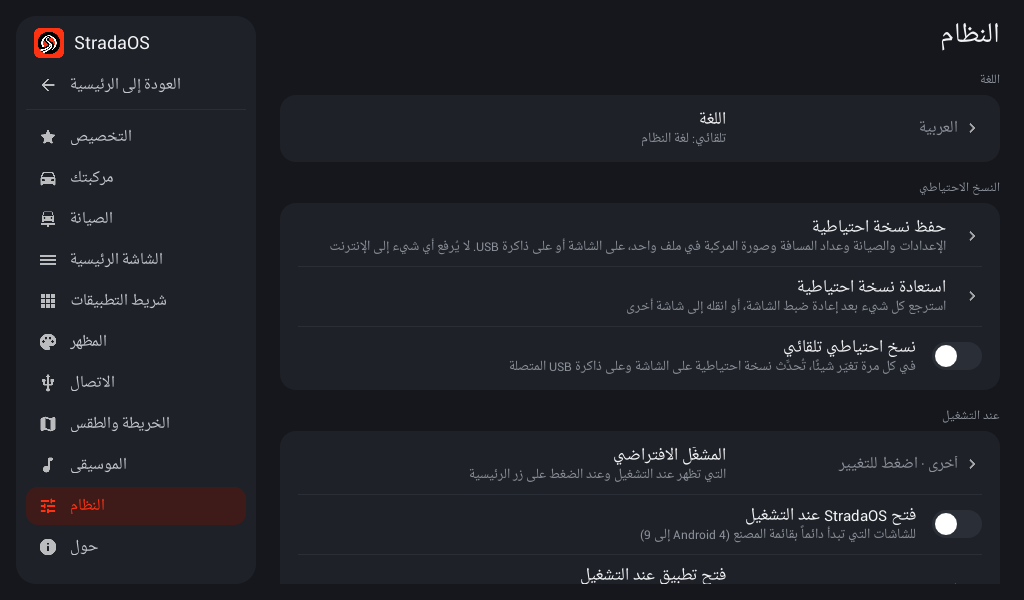 StradaOS
العودة إلى الرئيسية
التخصيص
مركبتك
الصيانة
الشاشة الرئيسية
شريط التطبيقات
المظهر
الاتصال
الخريطة والطقس
الموسيقى
النظام
حول
النظام
اللغة
اللغة
تلقائي: لغة النظام
العربية
النسخ الاحتياطي
حفظ نسخة احتياطية
الإعدادات والصيانة وعداد المسافة وصورة المركبة في ملف واحد، على الشاشة أو على ذاكرة USB. لا يُرفع أي شيء إلى الإنترنت
استعادة نسخة احتياطية
استرجع كل شيء بعد إعادة ضبط الشاشة، أو انقله إلى شاشة أخرى
نسخ احتياطي تلقائي
في كل مرة تغيّر شيئًا، تُحدَّث نسخة احتياطية على الشاشة وعلى ذاكرة USB المتصلة
عند التشغيل
المشغّل الافتراضي
التي تظهر عند التشغيل وعند الضغط على زر الرئيسية
أخرى · اضغط للتغيير
فتح StradaOS عند التشغيل
للشاشات التي تبدأ دائماً بقائمة المصنع (Android 4 إلى 9)
فتح تطبيق عند التشغيل